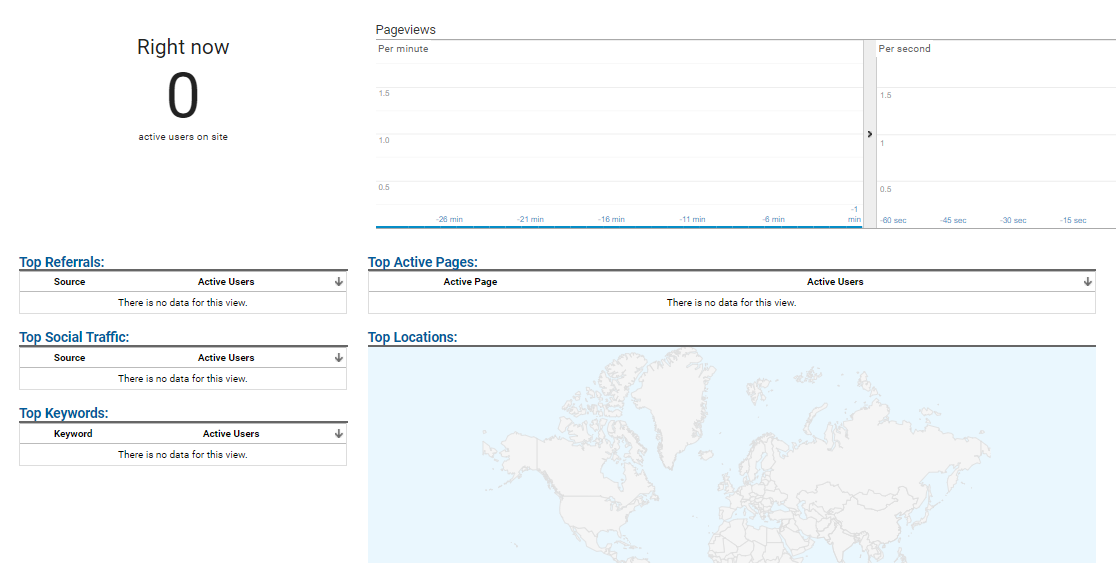 Right now
0
active users on site
Pageviews
Per minute
Per second
1.5
1.0
0.5
-26 min
-21 min
-16 min
-11 min
-6 min
-1
min
1.5
1
0.5
-60 sec
-45 sec
-30 sec
-15 sec
Top Referrals:
Source Active Users
There is no data for this view.
Top Active Pages:
Active Page Active Users
There is no data for this view.
Top Social Traffic:
Source Active Users
There is no data for this view.
Top Keywords:
Keyword Active Users
There is no data for this view.
Top Locations: